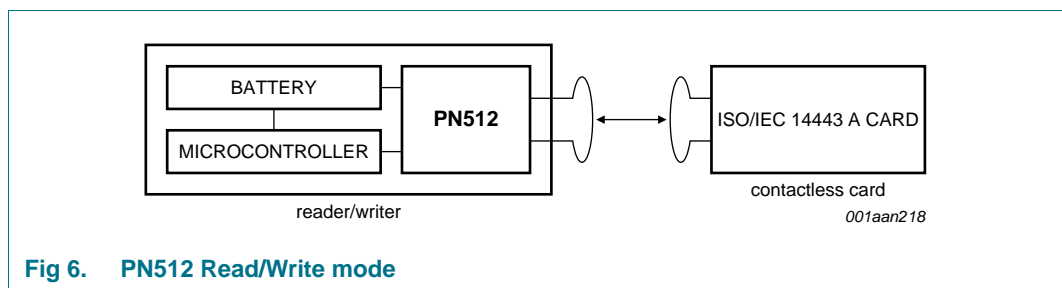 BATTERY
MICROCONTROLLER
PN512
reader/writer
ISO/IEC 14443 A CARD
contactless card
001aan218
Fig 6. PN512 Read/Write mode